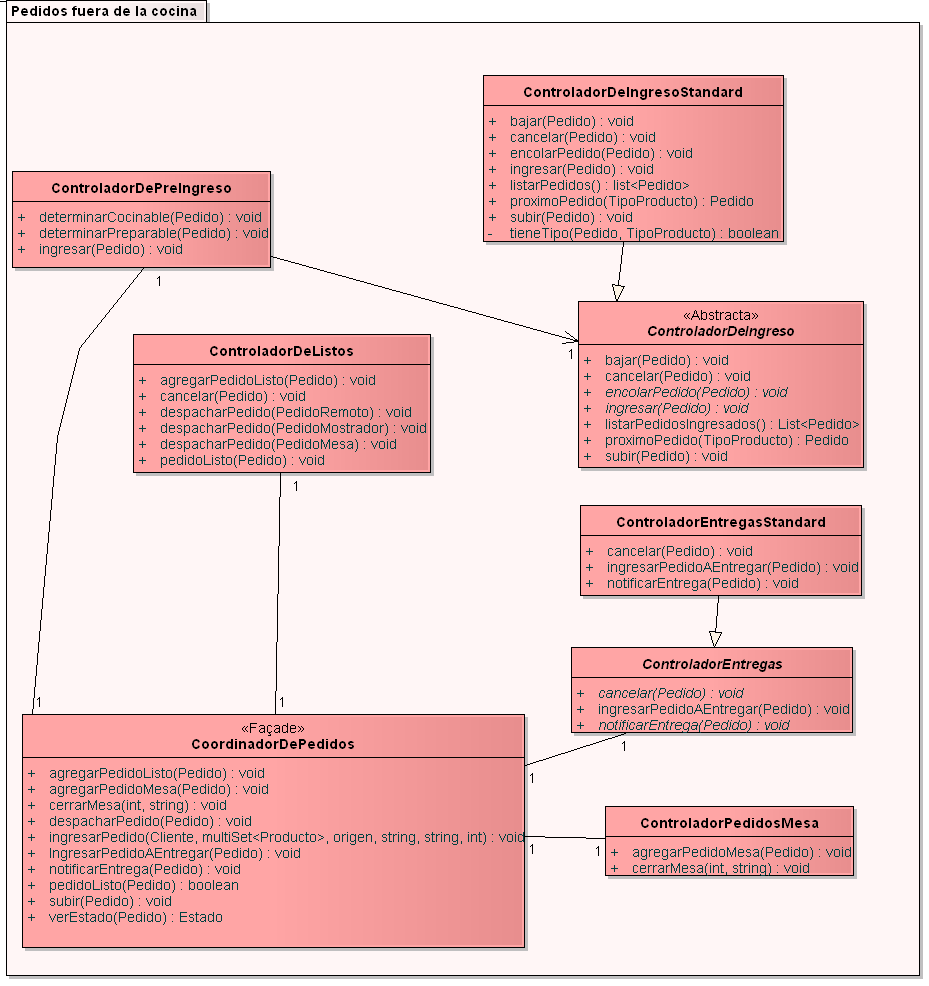 Pedidos fuera de la cocina
ControladorDeIngresoStandard
+ bajar(Pedido) : void
+ cancelar(Pedido) : void
+ encolarPedido(Pedido) : void
+ ingresar(Pedido) : void
+ listarPedidos() : list<Pedido>
+ proximoPedido(TipoProducto) : Pedido
+ subir(Pedido) : void
- tieneTipo(Pedido, TipoProducto) : boolean
ControladorDePreIngreso
+ determinarCocinable(Pedido) : void
+ determinarPreparable(Pedido) : void
+ ingresar(Pedido) : void
1
1
«Abstracta»
ControladorDeIngreso
+ bajar(Pedido) : void
+ cancelar(Pedido) : void
+ encolarPedido(Pedido) : void
+ ingresar(Pedido) : void
+ listarPedidosIngresados() : List<Pedido>
+ proximoPedido(TipoProducto) : Pedido
+ subir(Pedido) : void
ControladorDeListos
+ agregarPedidoListo(Pedido) : void
+ cancelar(Pedido) : void
+ despacharPedido(PedidoRemoto) : void
+ despacharPedido(PedidoMostrador) : void
+ despacharPedido(PedidoMesa) : void
+ pedidoListo(Pedido) : void
1
ControladorEntregasStandard
+ cancelar(Pedido) : void
+ ingresarPedidoAEntregar(Pedido) : void
+ notificarEntrega(Pedido) : void
ControladorEntregas
+ cancelar(Pedido) : void
+ ingresarPedidoAEntregar(Pedido) : void
+ notificarEntrega(Pedido) : void
1
1
1
1
«Façade»
CoordinadorDePedidos
+ agregarPedidoListo(Pedido) : void
+ agregarPedidoMesa(Pedido) : void
+ cerrarMesa(int, string) : void
+ despacharPedido(Pedido) : void
+ ingresarPedido(Cliente, multiSet<Producto>, origen, string, string, int) : void
+ IngresarPedidoAEntregar(Pedido) : void
+ notificarEntrega(Pedido) : void
+ pedidoListo(Pedido) : boolean
+ subir(Pedido) : void
+ verEstado(Pedido) : Estado
1
1
ControladorPedidosMesa
+ agregarPedidoMesa(Pedido) : void
+ cerrarMesa(int, string) : void